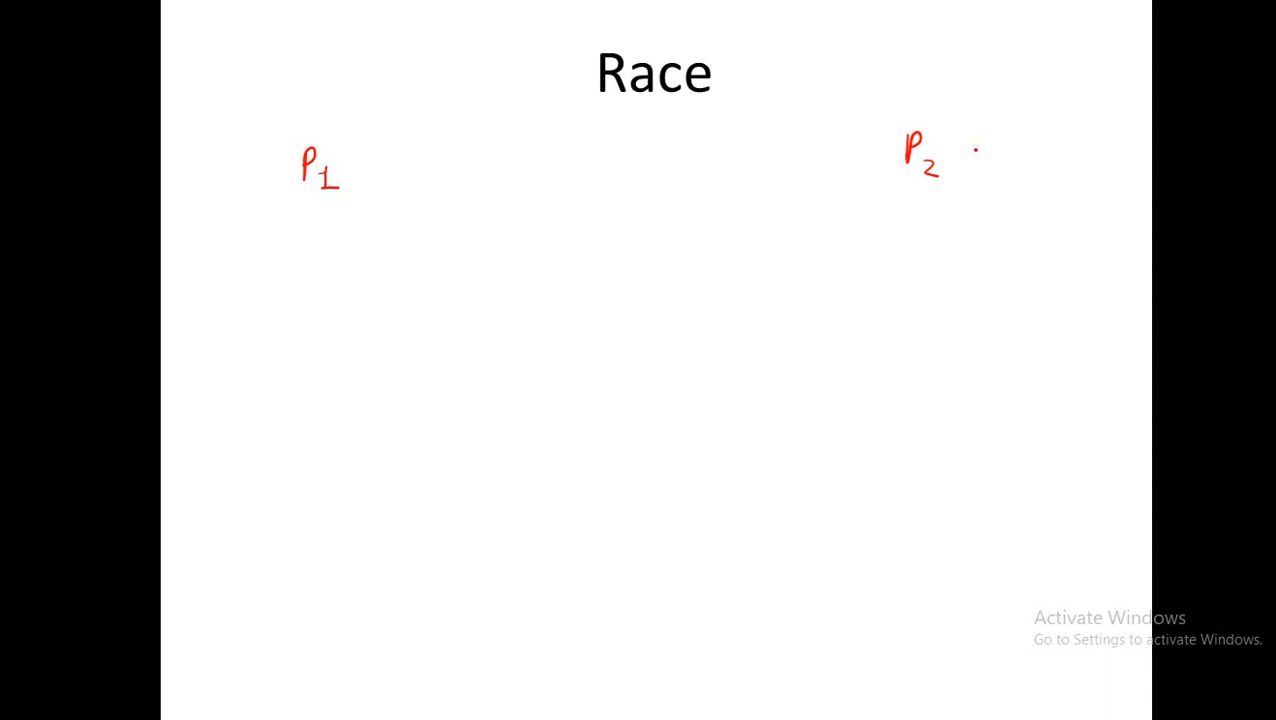 Race
P₁ P₂
Activate Windows
Go to Settings to activate Windows.